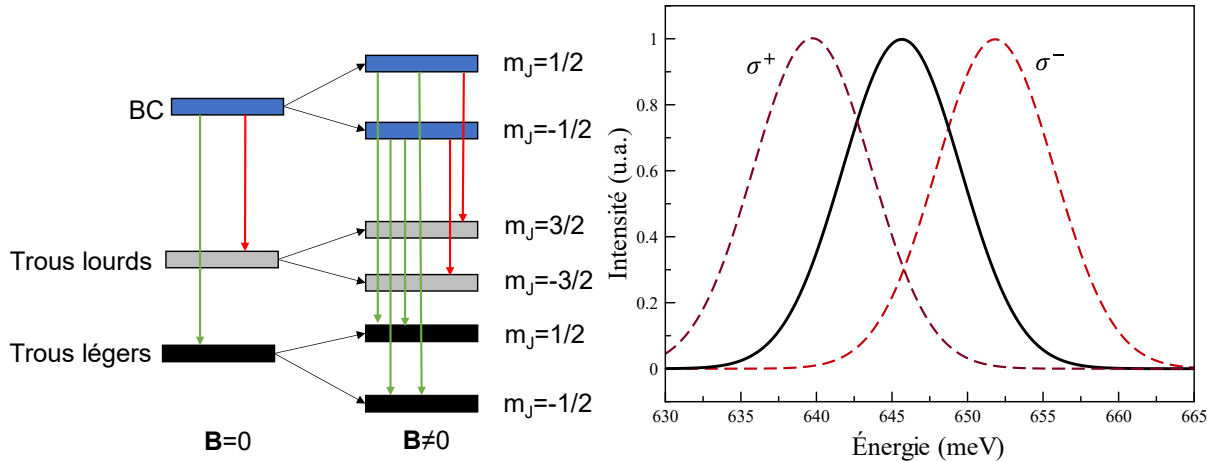 BC
Trous lourds
Trous légers
B=0
m_J=1/2
m_J=-1/2
m_J=3/2
m_J=-3/2
m_J=1/2
m_J=-1/2
B≠0
Intensité (u.a.)
1
0.8
0.6
0.4
0.2
0
σ⁺
σ⁻
630 635 640 645 650 655 660 665
Énergie (meV)